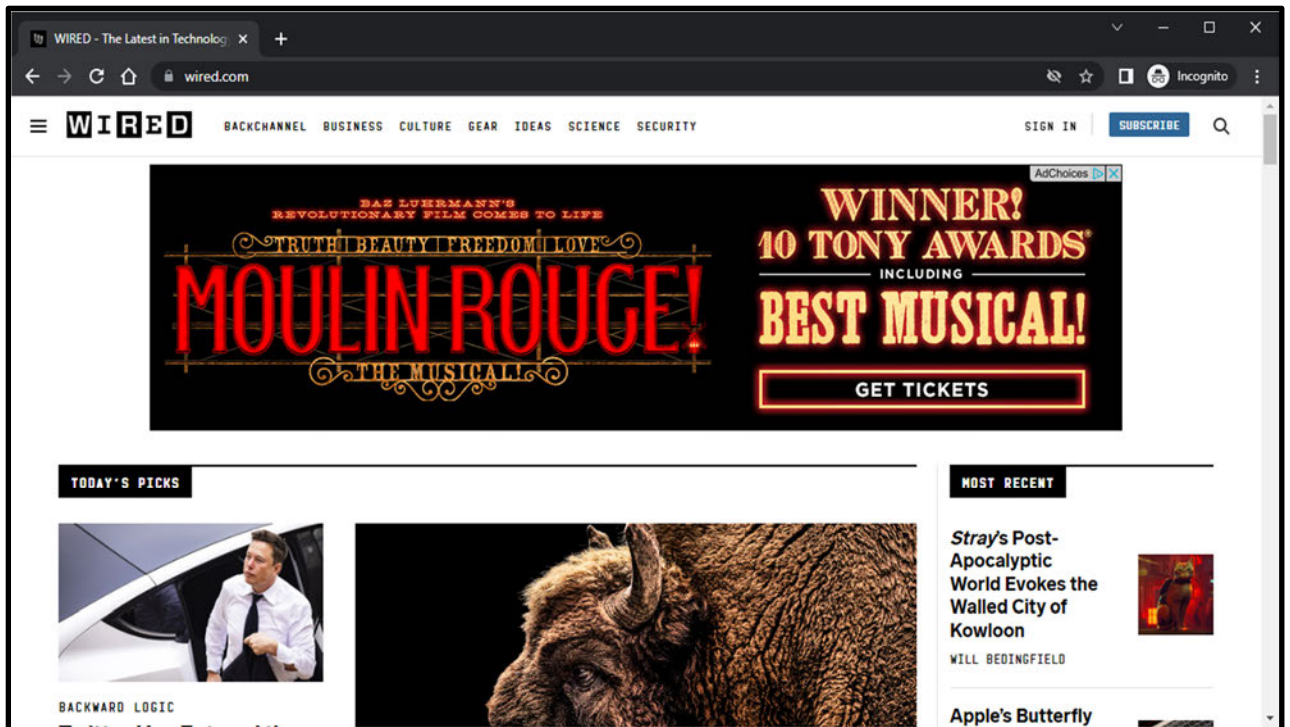 WIRED - The Latest in Technolog
wired.com
Incognito
WIRED
BACKCHANNEL BUSINESS CULTURE GEAR IDEAS SCIENCE SECURITY
SIGN IN
SUBSCRIBE
AdChoices
BAZ LUHRMANN'S
REVOLUTIONARY FILM COMES TO LIFE
TRUTH | BEAUTY | FREEDOM | LOVE
MOULIN ROUGE!
THE MUSICAL!
WINNER!
10 TONY AWARDS®
INCLUDING
BEST MUSICAL!
GET TICKETS
TODAY'S PICKS
BACKWARD LOGIC
MOST RECENT
Stray's Post-
Apocalyptic
World Evokes the
Walled City of
Kowloon
WILL BEDINGFIELD
Apple's Butterfly